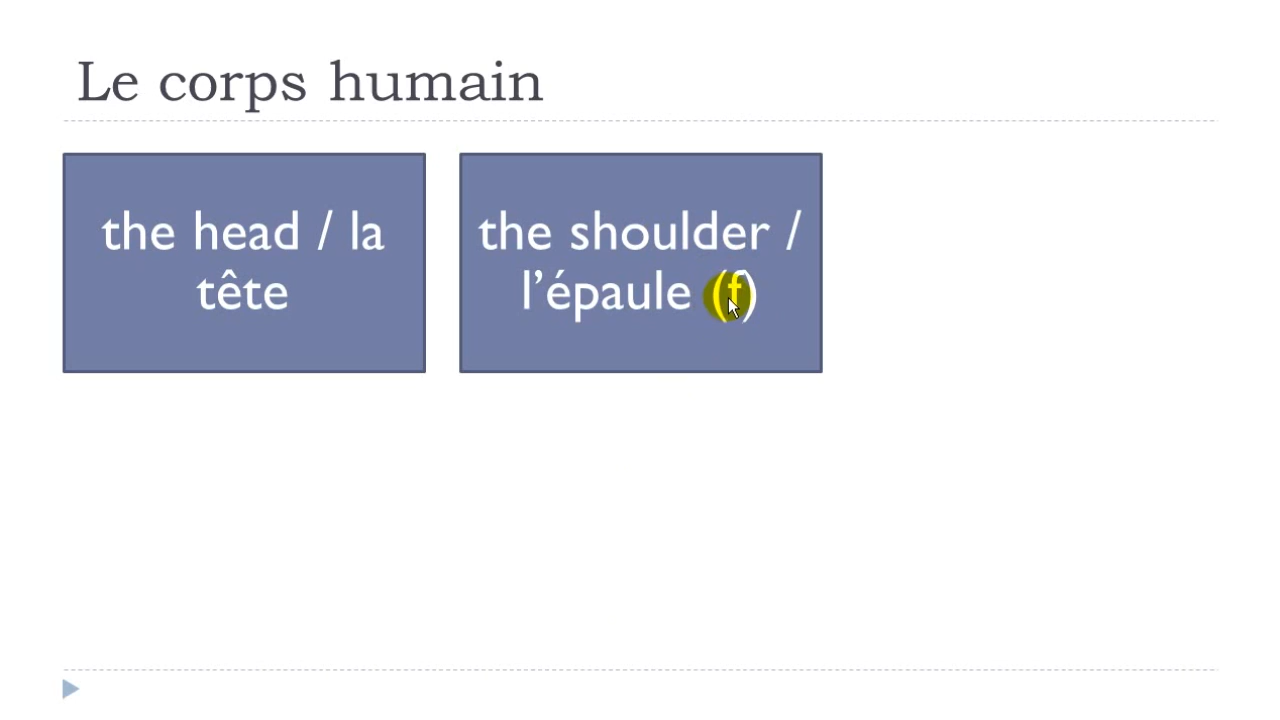 Le corps humain
the head / la
tête
the shoulder /
l’épaule (f)